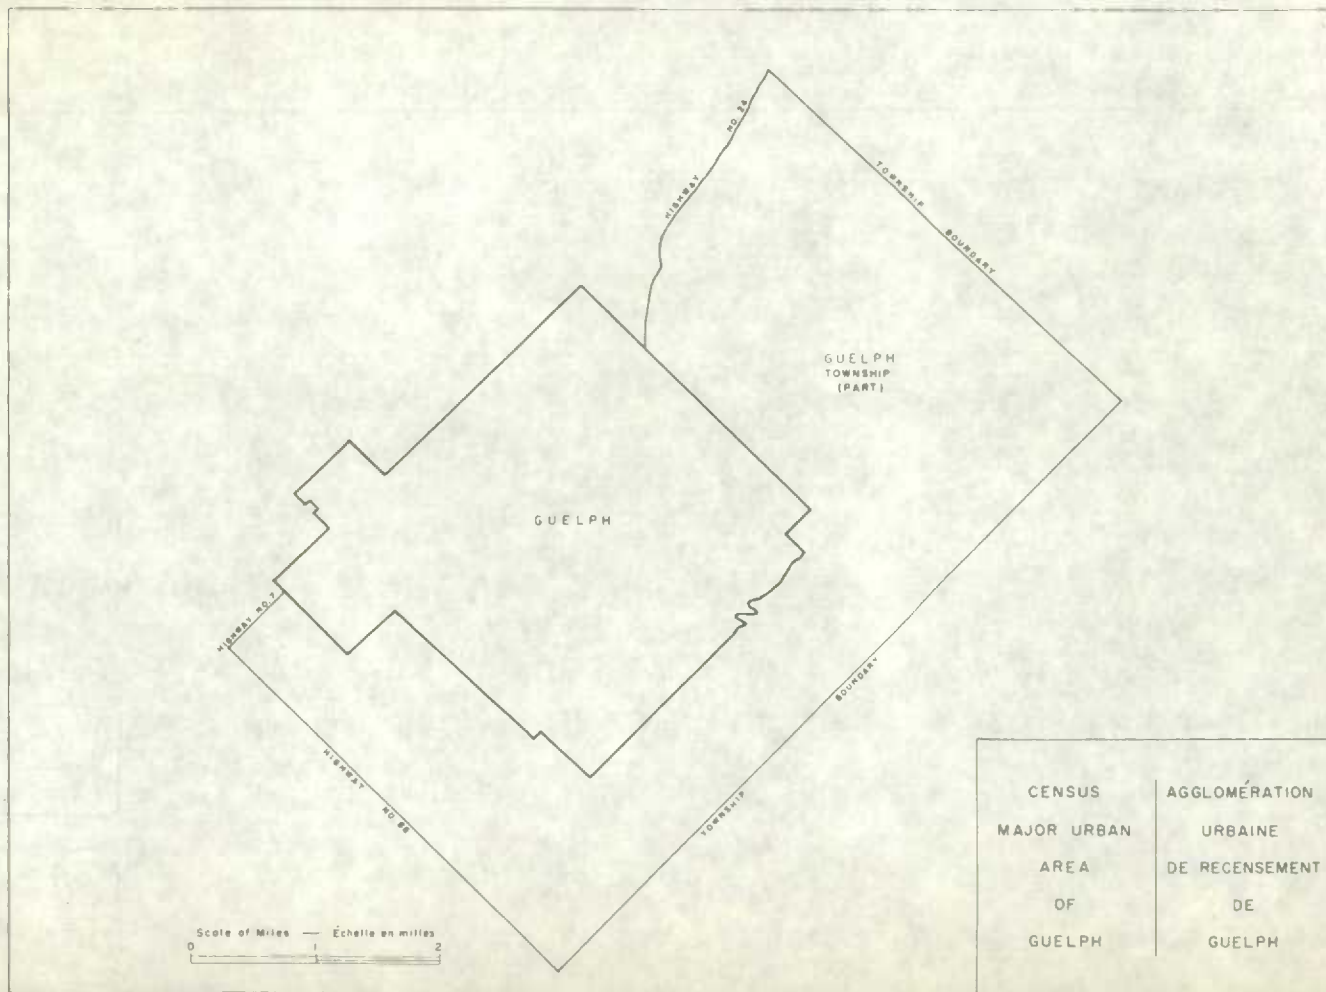 HIGHWAY NO. 24
TOWNSHIP BOUNDARY
GUELPH
TOWNSHIP
(PART)
GUELPH
HIGHWAY NO. 7
BOUNDARY
TOWNSHIP
HIGHWAY NO.
Scale of Miles — Échelle en milles
0 1 2
CENSUS
MAJOR URBAN
AREA
OF
GUELPH
AGGLOMÉRATION
URBAINE
DE RECENSEMENT
DE
GUELPH